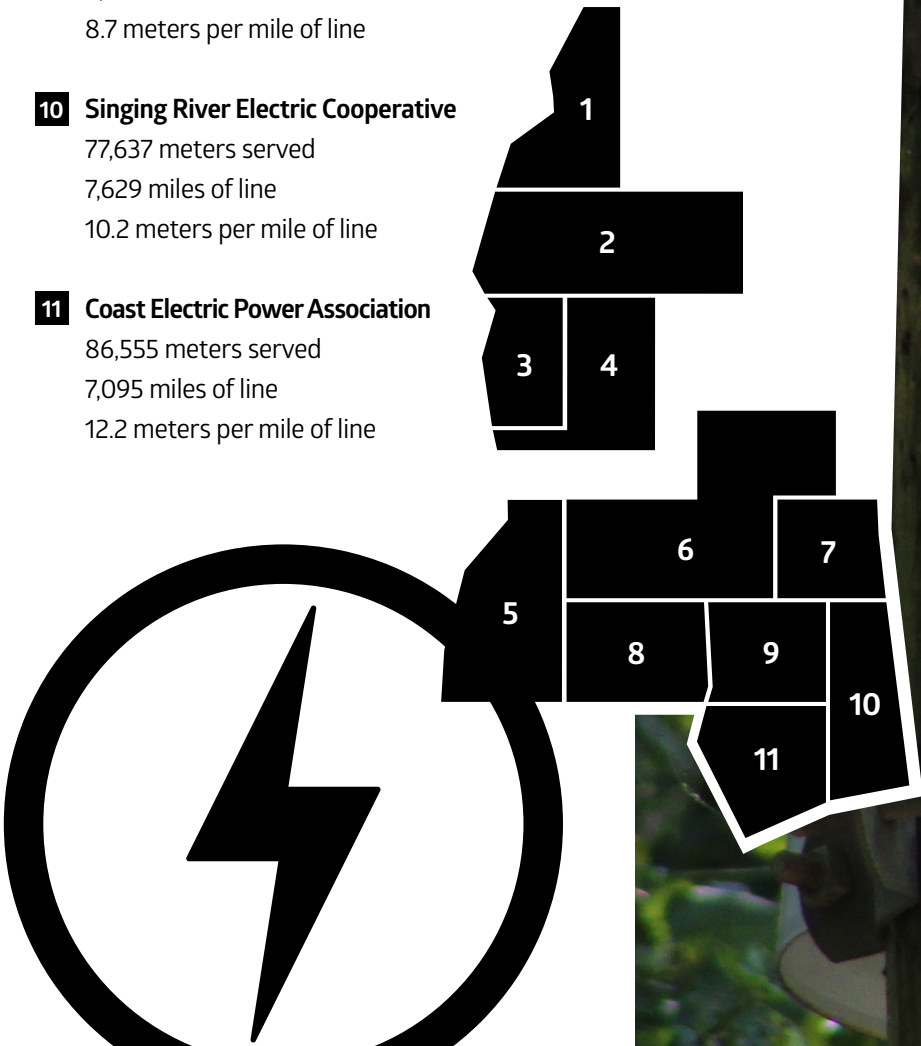 8.7 meters per mile of line
10 Singing River Electric Cooperative
77,637 meters served
7,629 miles of line
10.2 meters per mile of line
11 Coast Electric Power Association
86,555 meters served
7,095 miles of line
12.2 meters per mile of line
1
2
3 4
6 7
5
8 9
10
11